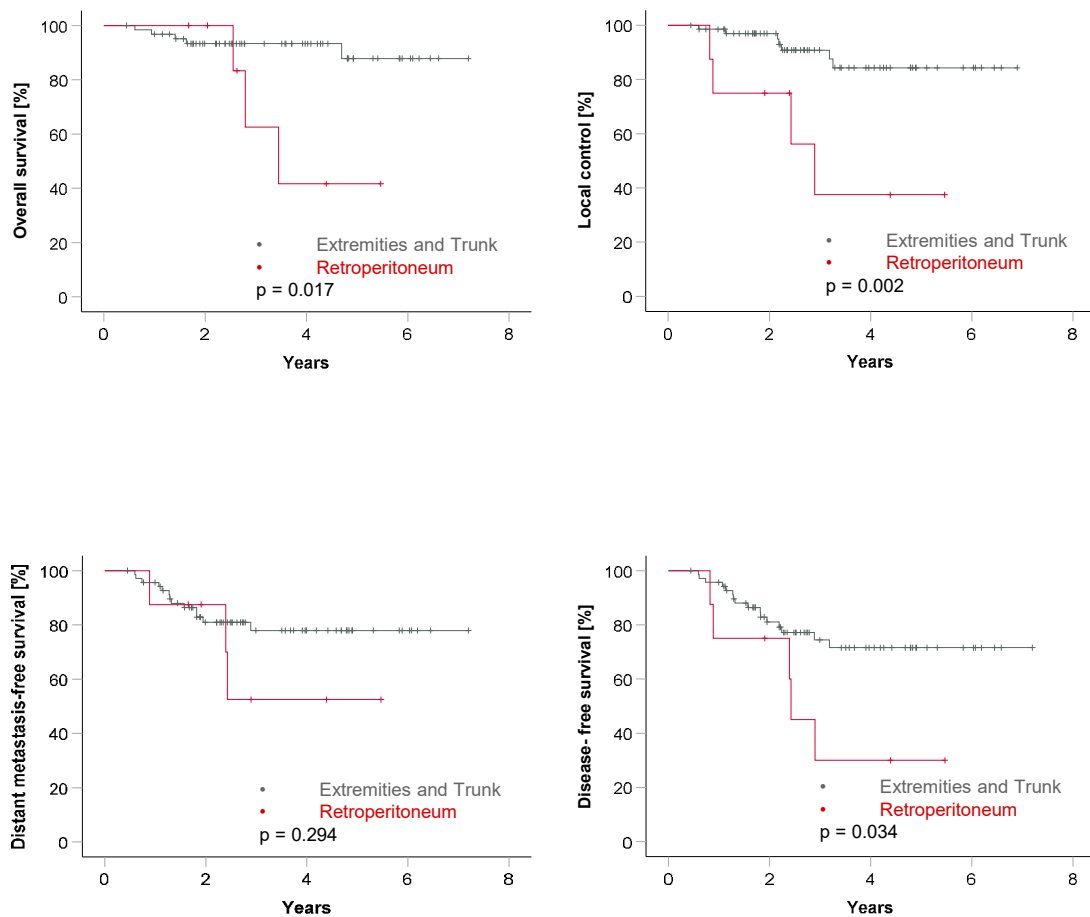 Overall survival [%]
100
80
60
40
20
0
Extremities and Trunk
Retroperitoneum
p = 0.017
0 2 4 6 8
Years
Local control [%]
100
80
60
40
20
0
Extremities and Trunk
Retroperitoneum
p = 0.002
0 2 4 6 8
Years
Distant metastasis-free survival [%]
100
80
60
40
20
0
Extremities and Trunk
Retroperitoneum
p = 0.294
0 2 4 6 8
Years
Disease- free survival [%]
100
80
60
40
20
0
Extremities and Trunk
Retroperitoneum
p = 0.034
0 2 4 6 8
Years